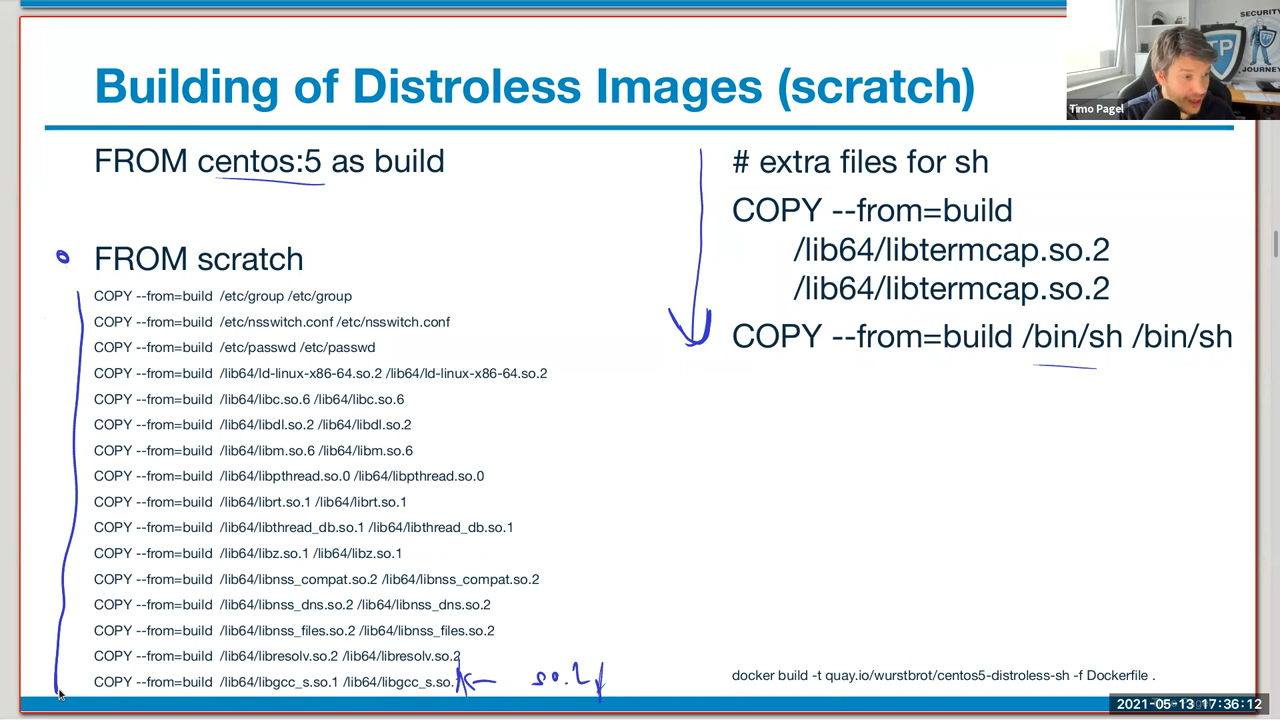 Building of Distroless Images (scratch)
FROM centos:5 as build
FROM scratch
COPY --from=build /etc/group /etc/group
COPY --from=build /etc/nsswitch.conf /etc/nsswitch.conf
COPY --from=build /etc/passwd /etc/passwd
COPY --from=build /lib64/ld-linux-x86-64.so.2 /lib64/ld-linux-x86-64.so.2
COPY --from=build /lib64/libc.so.6 /lib64/libc.so.6
COPY --from=build /lib64/libdl.so.2 /lib64/libdl.so.2
COPY --from=build /lib64/libm.so.6 /lib64/libm.so.6
COPY --from=build /lib64/libpthread.so.0 /lib64/libpthread.so.0
COPY --from=build /lib64/librt.so.1 /lib64/librt.so.1
COPY --from=build /lib64/libthread_db.so.1 /lib64/libthread_db.so.1
COPY --from=build /lib64/libz.so.1 /lib64/libz.so.1
COPY --from=build /lib64/libnss_compat.so.2 /lib64/libnss_compat.so.2
COPY --from=build /lib64/libnss_dns.so.2 /lib64/libnss_dns.so.2
COPY --from=build /lib64/libnss_files.so.2 /lib64/libnss_files.so.2
COPY --from=build /lib64/libresolv.so.2 /lib64/libresolv.so.2
COPY --from=build /lib64/libgcc_s.so.1 /lib64/libgcc_s.so.
so.2
# extra files for sh
COPY --from=build
/lib64/libtermcap.so.2
/lib64/libtermcap.so.2
COPY --from=build /bin/sh /bin/sh
docker build -t quay.io/wurstbrot/centos5-distroless-sh -f Dockerfile .
SECURITY
TP
TP
JOURNEY
Timo Pagel
2021-05-13 17:36:12